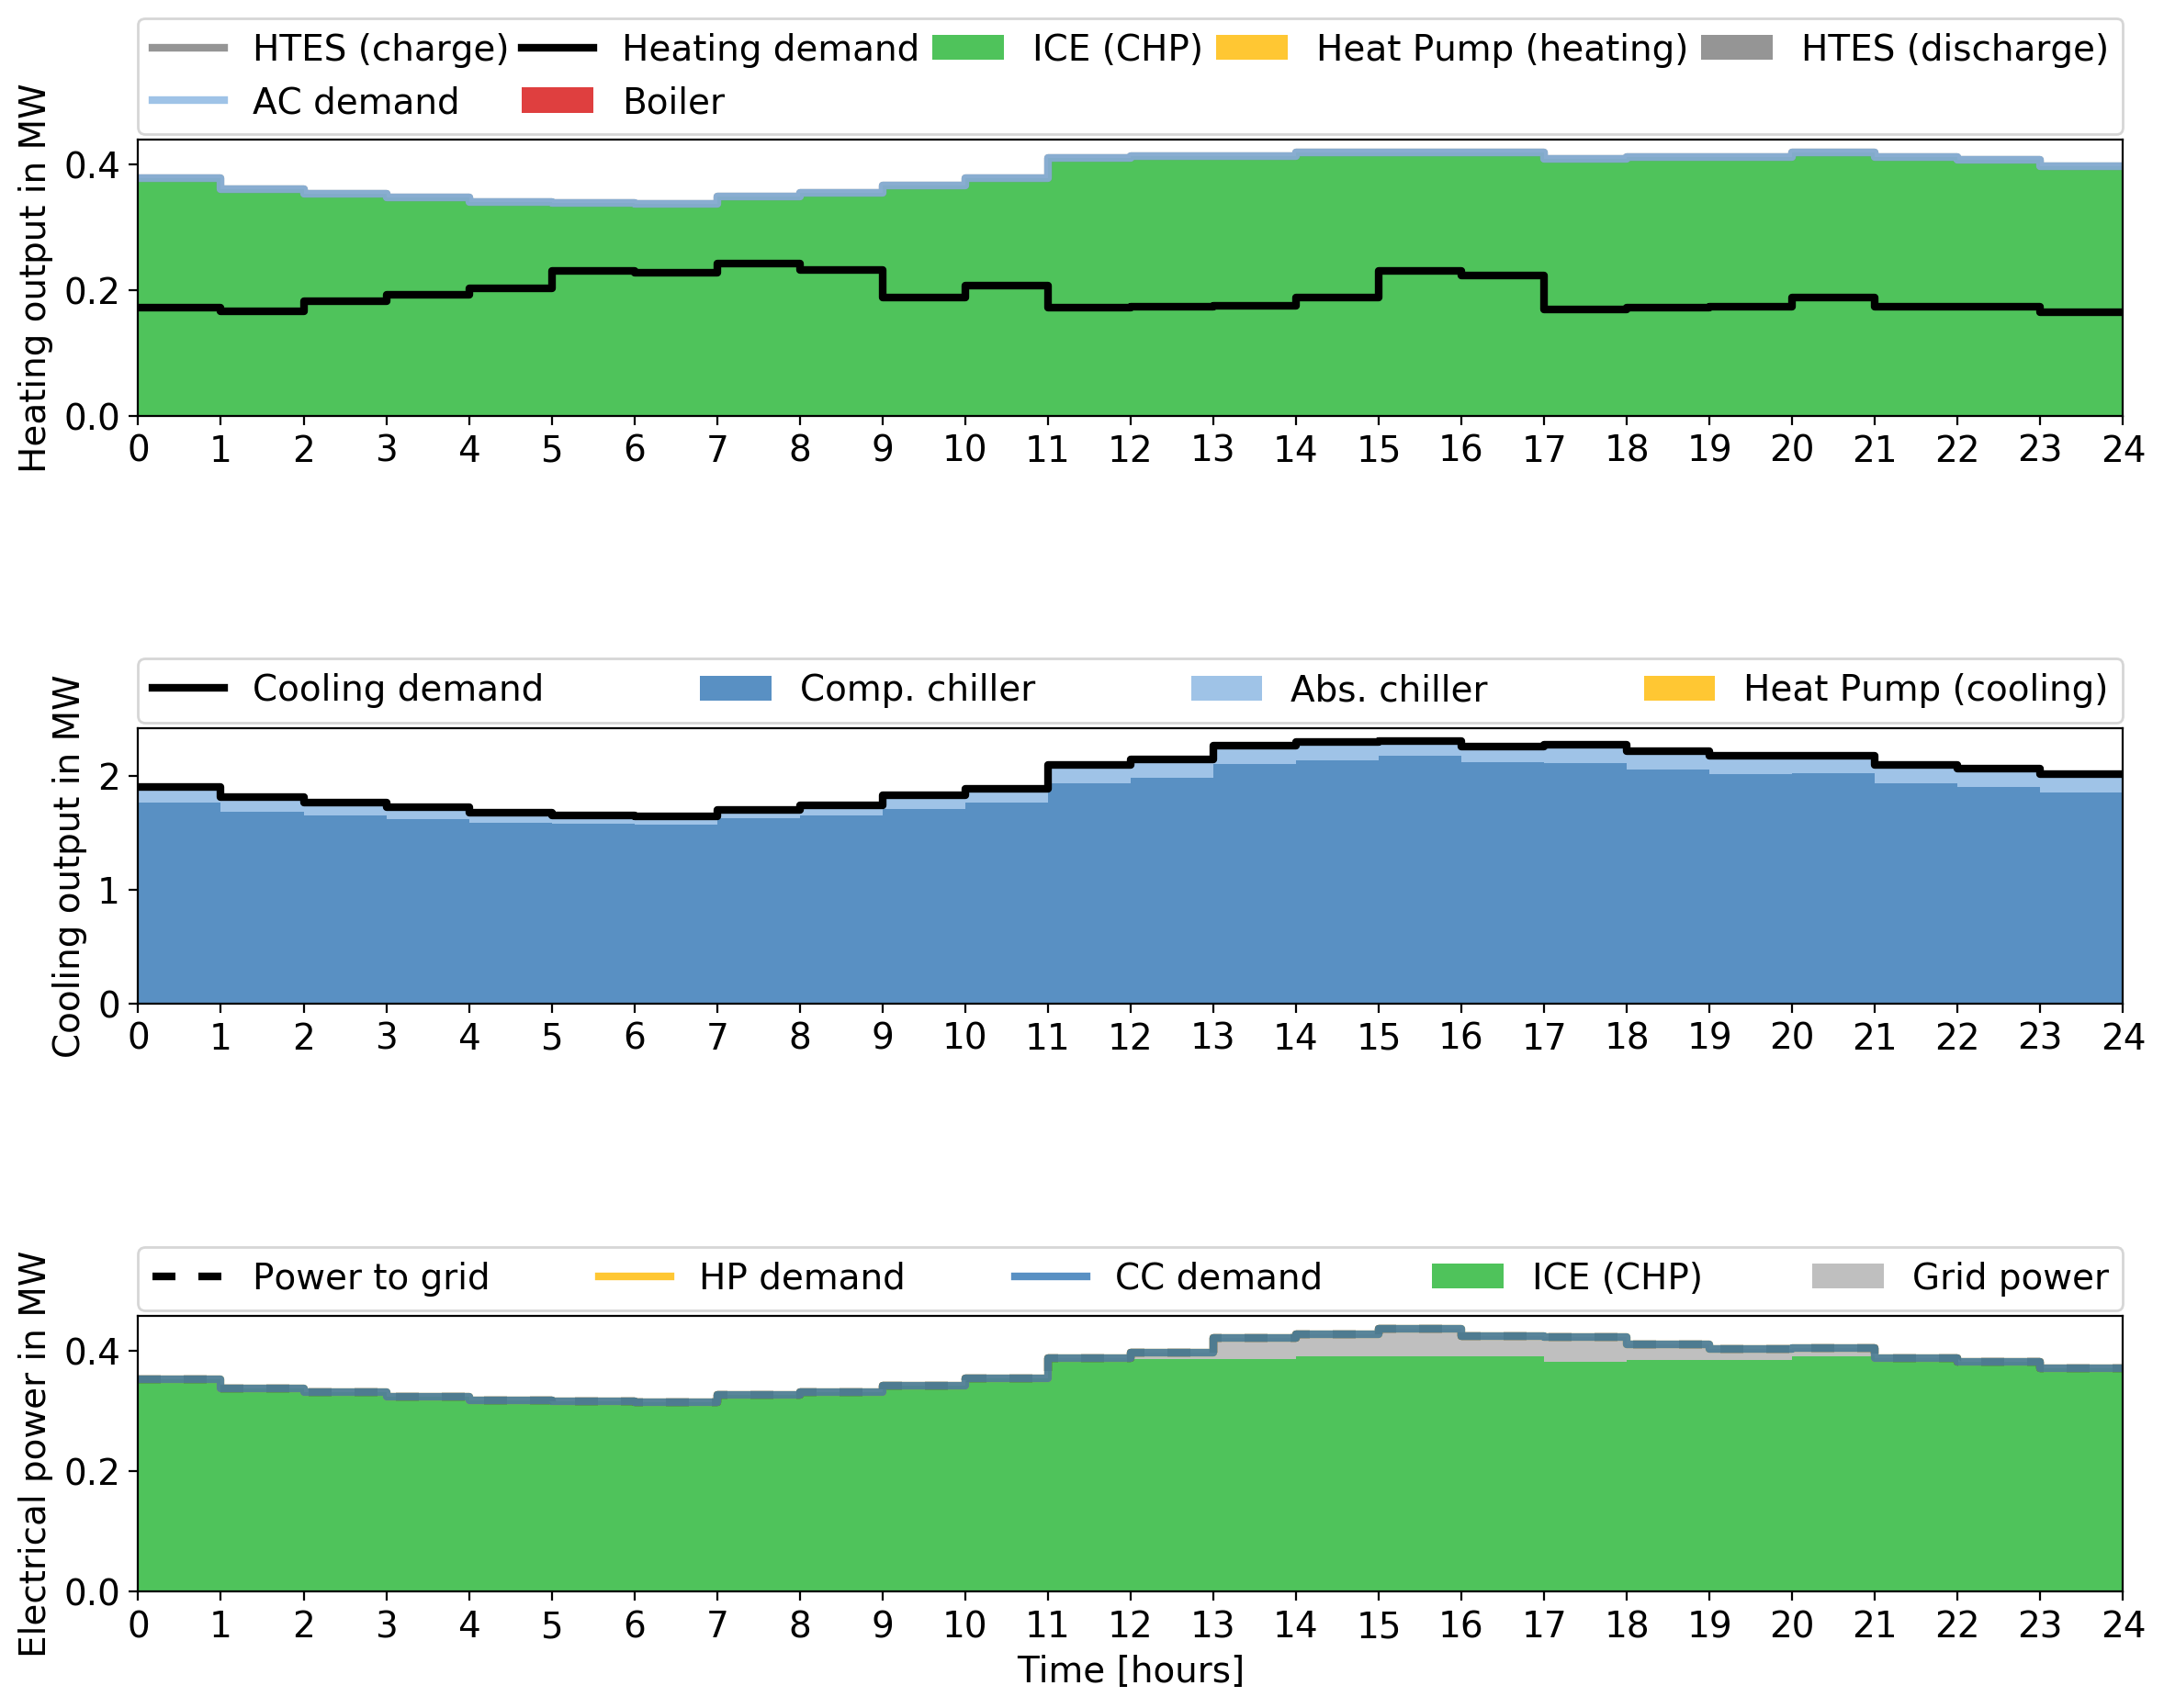 HTES (charge) Heating demand ICE (CHP) Heat Pump (heating) HTES (discharge)
AC demand Boiler
Heating output in MW
0.4
0.2
0.0
0 1 2 3 4 5 6 7 8 9 10 11 12 13 14 15 16 17 18 19 20 21 22 23 24
Cooling demand Comp. chiller Abs. chiller Heat Pump (cooling)
Cooling output in MW
2
1
0
0 1 2 3 4 5 6 7 8 9 10 11 12 13 14 15 16 17 18 19 20 21 22 23 24
Power to grid HP demand CC demand ICE (CHP) Grid power
Electrical power in MW
0.4
0.2
0.0
0 1 2 3 4 5 6 7 8 9 10 11 12 13 14 15 16 17 18 19 20 21 22 23 24
Time [hours]